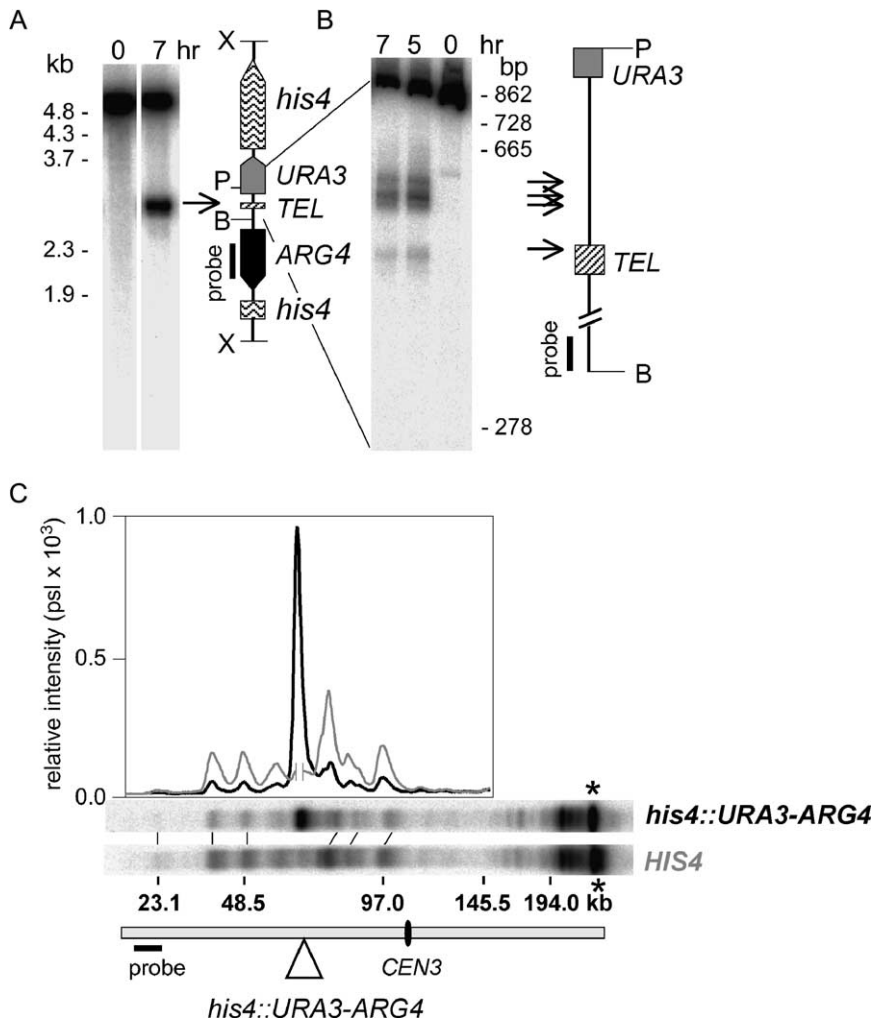 A
0 7 hr
kb
4.8 -
4.3 -
3.7 -
2.3 -
1.9 -
X
his4
URA3
P
TEL
B
ARG4
probe
his4
X
B
7 5 0 hr
bp
- 862
- 728
- 665
- 278
P
URA3
TEL
probe
B
C
relative intensity (psl x 10³)
1.0
0.5
0.0
*
his4::URA3-ARG4
HIS4
*
23.1 48.5 97.0 145.5 194.0 kb
probe
CEN3
his4::URA3-ARG4